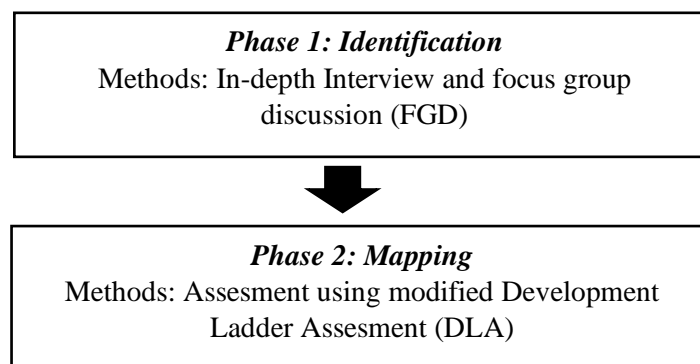 Phase 1: Identification
Methods: In-depth Interview and focus group
discussion (FGD)
Phase 2: Mapping
Methods: Assesment using modified Development
Ladder Assesment (DLA)